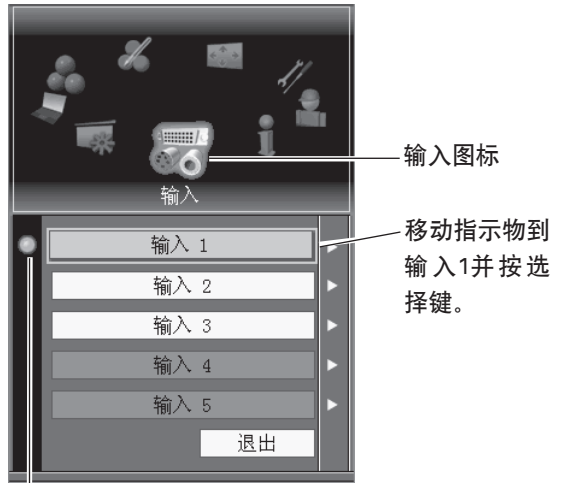 输入
输入图标
输入 1
输入 2
输入 3
输入 4
输入 5
退出
移动指示物到
输入1并按选
择键。